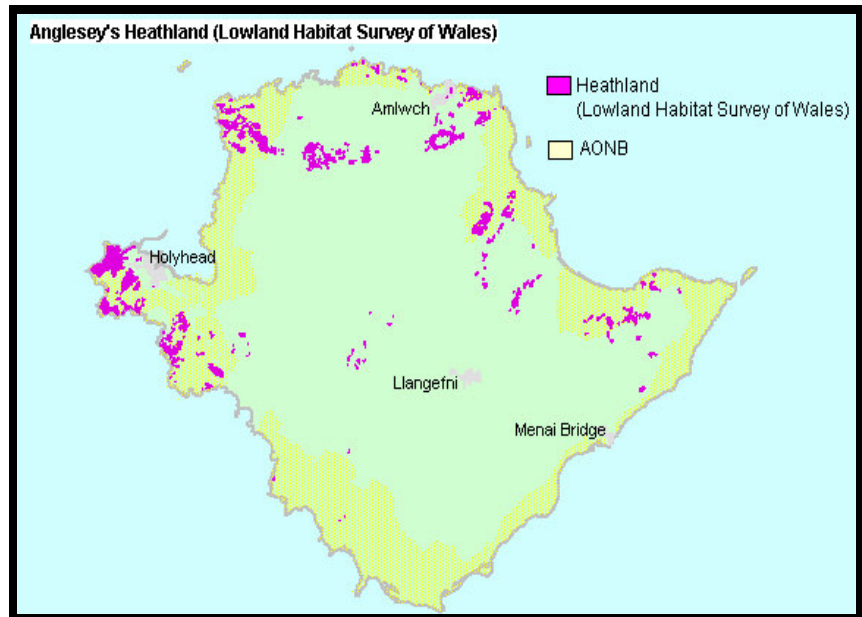 Anglesey's Heathland (Lowland Habitat Survey of Wales)
Heathland
(Lowland Habitat Survey of Wales)
AONB
Amlwch
Holyhead
Llangefni
Menai Bridge